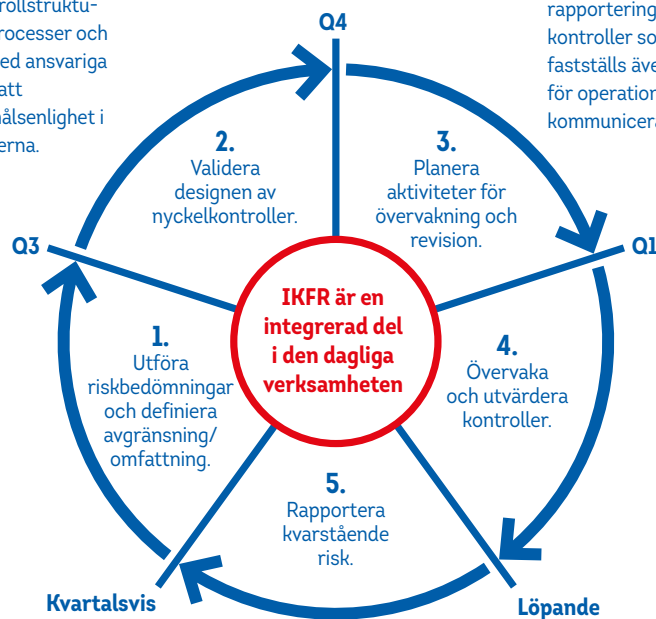 rollstruktu-
rocesser och
ed ansvariga
att
målsenlighet i
erna.
rapportering
kontroller so
fastställs äve
för operation
kommunicera
Q4
2.
Validera
designen av
nyckelkontroller.
3.
Planera
aktiviteter för
övervakning och
revision.
Q3
Q1
IKFR är en
integrerad del
i den dagliga
verksamheten
1.
Utföra
riskbedömningar
och definiera
avgränsning/
omfattning.
4.
Övervaka
och utvärdera
kontroller.
5.
Rapportera
kvarstående
risk.
Kvartalsvis
Löpande